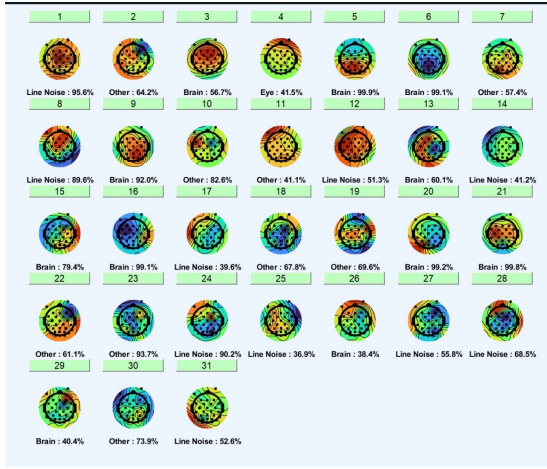 1 2 3 4 5 6 7
Line Noise : 95.6% Other : 64.2% Brain : 56.7% Eye : 41.5% Brain : 99.9% Brain : 99.1% Other : 57.4%
8 9 10 11 12 13 14
Line Noise : 89.6% Brain : 92.0% Other : 82.6% Other : 41.1% Line Noise : 51.3% Brain : 60.1% Line Noise : 41.2%
15 16 17 18 19 20 21
Brain : 79.4% Brain : 99.1% Line Noise : 39.6% Other : 67.8% Other : 69.6% Brain : 99.2% Brain : 99.8%
22 23 24 25 26 27 28
Other : 61.1% Other : 93.7% Line Noise : 90.2% Line Noise : 36.9% Brain : 38.4% Line Noise : 55.8% Line Noise : 68.5%
29 30 31
Brain : 40.4% Other : 73.9% Line Noise : 52.6%